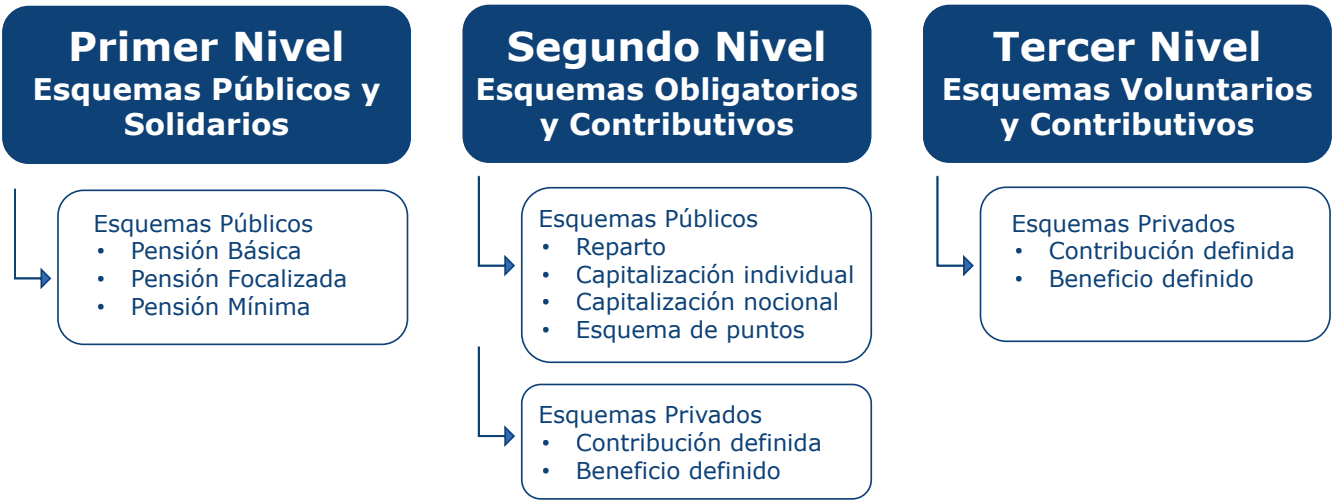 Primer Nivel
Esquemas Públicos y
Solidarios
Esquemas Públicos
• Pensión Básica
• Pensión Focalizada
• Pensión Mínima
Segundo Nivel
Esquemas Obligatorios
y Contributivos
Esquemas Públicos
• Reparto
• Capitalización individual
• Capitalización nocional
• Esquema de puntos
Esquemas Privados
• Contribución definida
• Beneficio definido
Tercer Nivel
Esquemas Voluntarios
y Contributivos
Esquemas Privados
• Contribución definida
• Beneficio definido